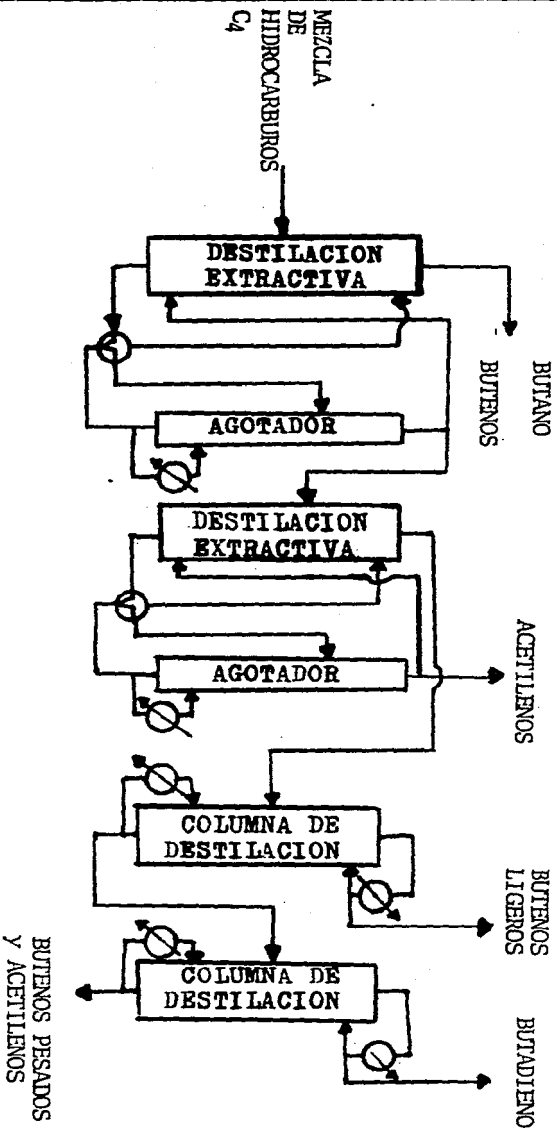 MEZCLA
DE
HIDROCARBUROS
C4
DESTILACION
EXTRACTIVA
BUTANO
BUTENOS
AGOTADOR
DESTILACION
EXTRACTIVA
ACETILENOS
AGOTADOR
COLUMNA DE
DESTILACION
BUTENOS
LIGEROS
COLUMNA DE
DESTILACION
BUTADIENO
BUTENOS PESADOS
Y ACETILENOS